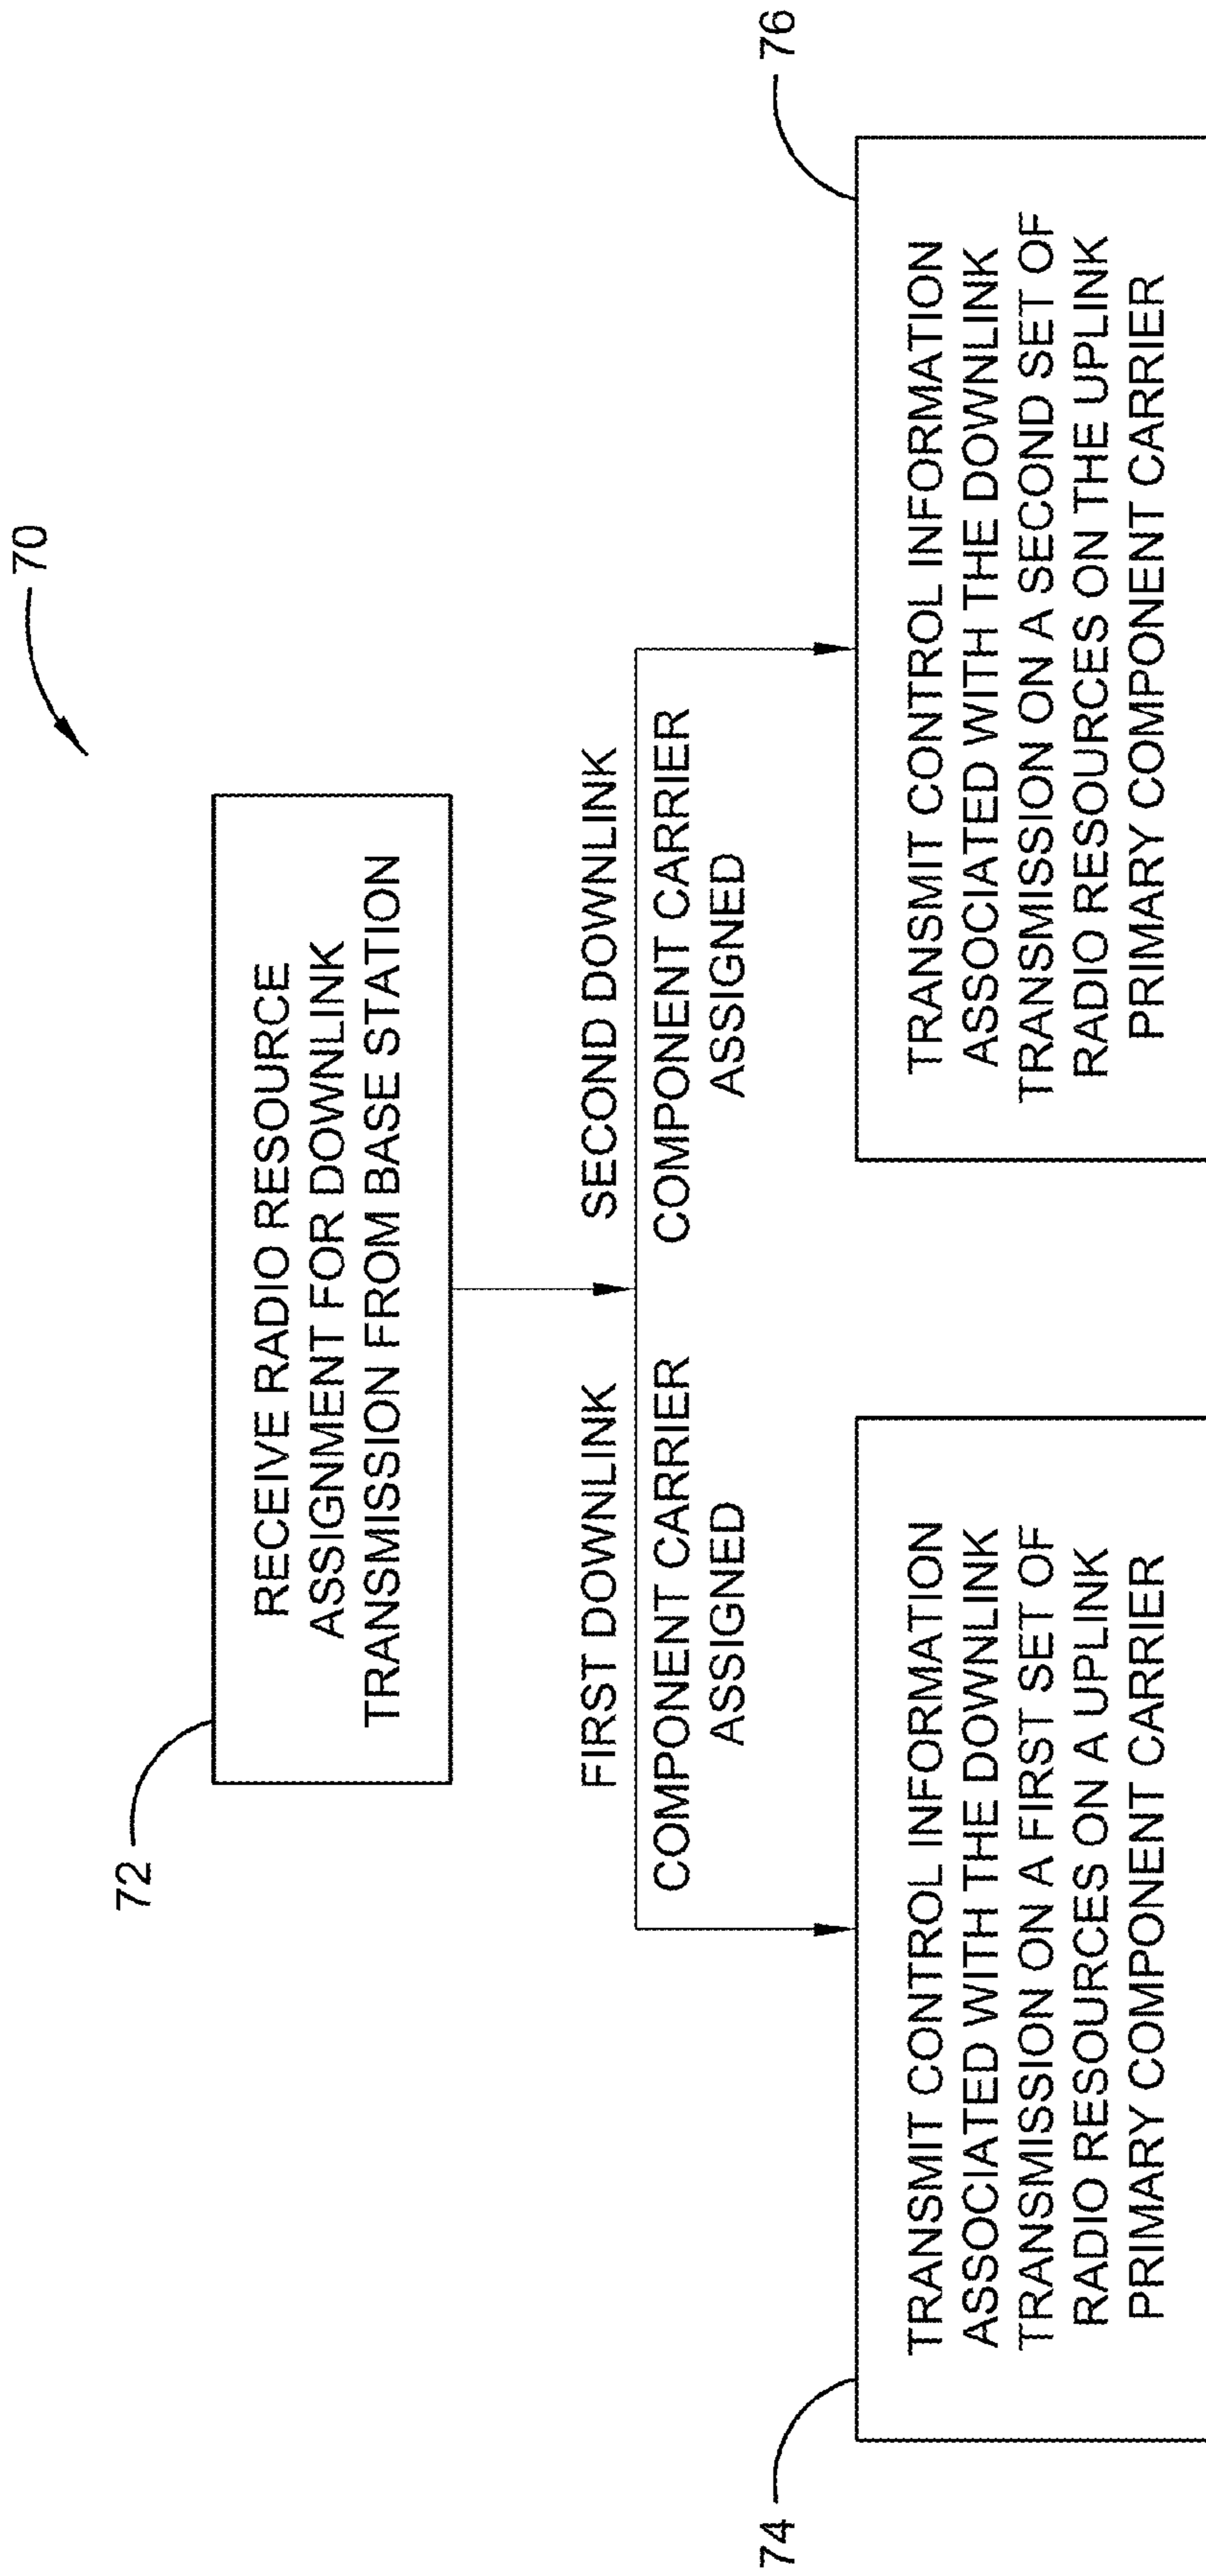 70
72
RECEIVE RADIO RESOURCE
ASSIGNMENT FOR DOWNLINK
TRANSMISSION FROM BASE STATION
FIRST DOWNLINK
COMPONENT CARRIER
ASSIGNED
SECOND DOWNLINK
COMPONENT CARRIER
ASSIGNED
74
TRANSMIT CONTROL INFORMATION
ASSOCIATED WITH THE DOWNLINK
TRANSMISSION ON A FIRST SET OF
RADIO RESOURCES ON A UPLINK
PRIMARY COMPONENT CARRIER
76
TRANSMIT CONTROL INFORMATION
ASSOCIATED WITH THE DOWNLINK
TRANSMISSION ON A SECOND SET OF
RADIO RESOURCES ON THE UPLINK
PRIMARY COMPONENT CARRIER